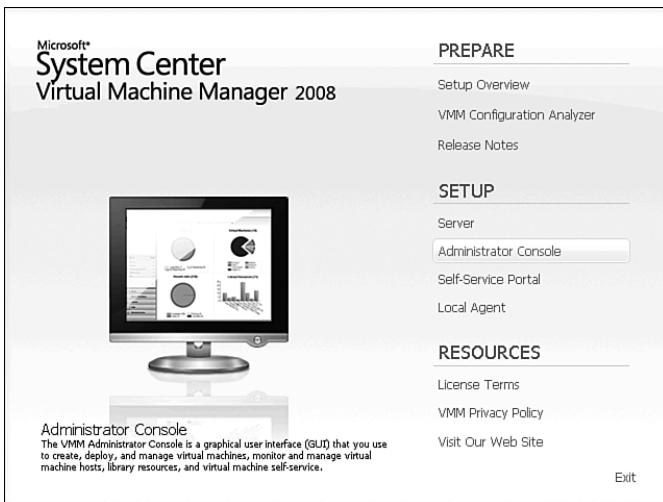 Microsoft®
System Center
Virtual Machine Manager 2008
PREPARE
Setup Overview
VMM Configuration Analyzer
Release Notes
SETUP
Server
Administrator Console
Self-Service Portal
Local Agent
RESOURCES
License Terms
VMM Privacy Policy
Visit Our Web Site
Administrator Console
The VMM Administrator Console is a graphical user interface (GUI) that you use
to create, deploy, and manage virtual machines, monitor and manage virtual
machine hosts, library resources, and virtual machine self-service.
Exit